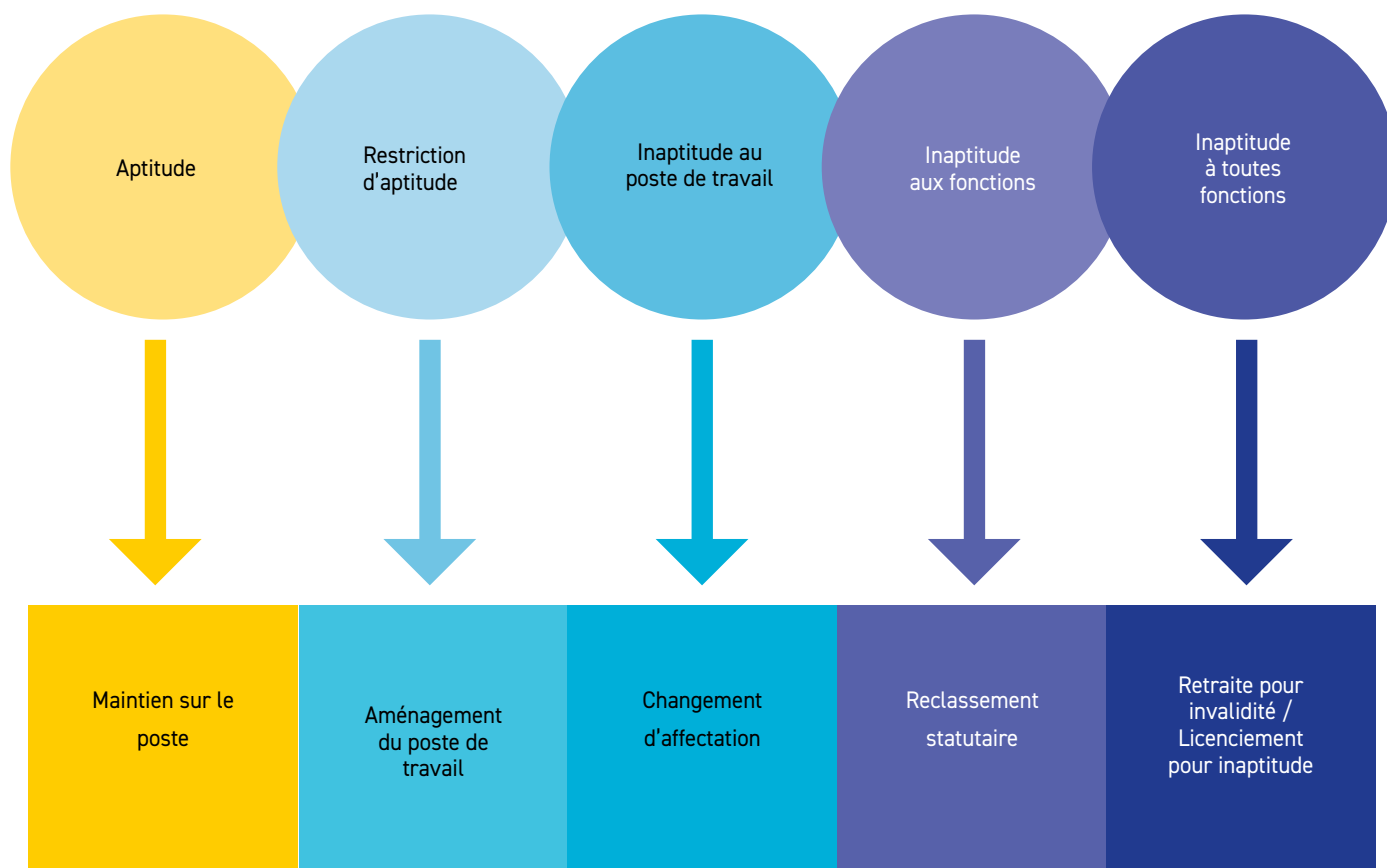 Aptitude
Restriction
d'aptitude
Inaptitude au
poste de travail
Inaptitude
aux fonctions
Inaptitude
à toutes
fonctions
Maintien sur le
poste
Aménagement
du poste de
travail
Changement
d'affectation
Reclassement
statutaire
Retraite pour
invalidité /
Licenciement
pour inaptitude